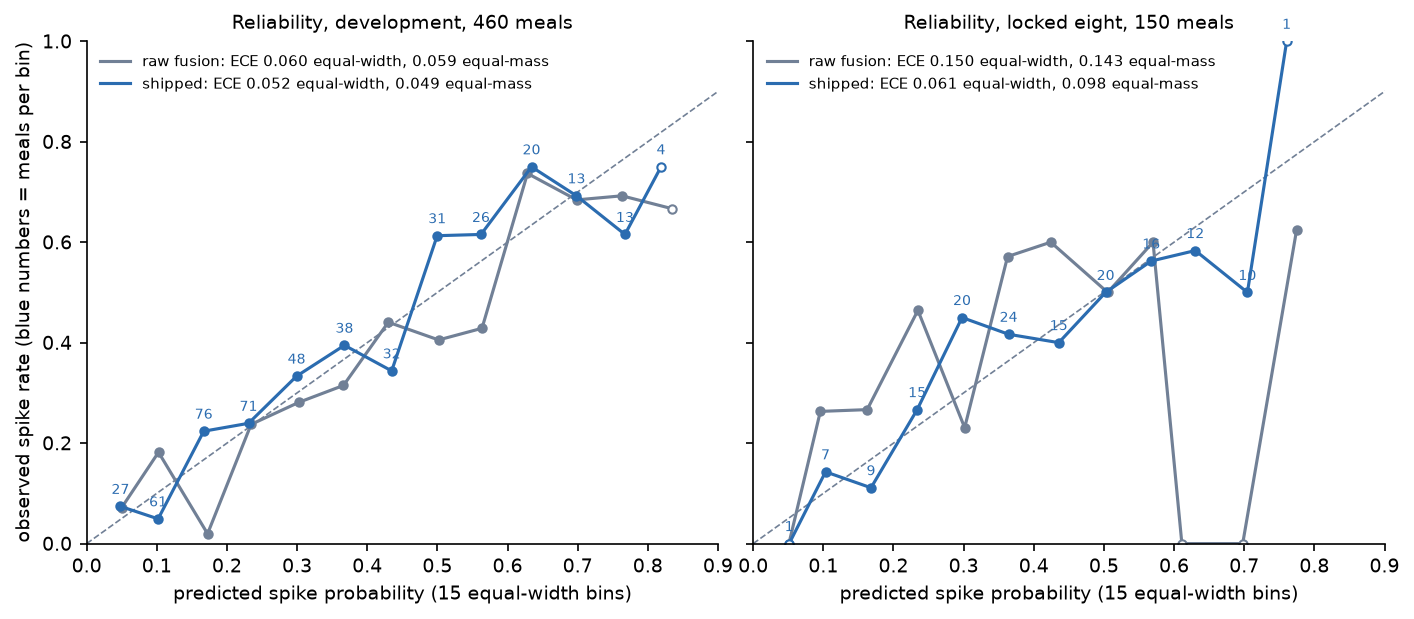 Reliability, development, 460 meals
raw fusion: ECE 0.060 equal-width, 0.059 equal-mass
shipped: ECE 0.052 equal-width, 0.049 equal-mass
observed spike rate (blue numbers = meals per bin)
1.0
0.8
0.6
0.4
0.2
0.0
27
61
76
71
48
38
32
31
26
20
13
13
4
0.0 0.1 0.2 0.3 0.4 0.5 0.6 0.7 0.8 0.9
predicted spike probability (15 equal-width bins)
Reliability, locked eight, 150 meals
raw fusion: ECE 0.150 equal-width, 0.143 equal-mass
shipped: ECE 0.061 equal-width, 0.098 equal-mass
1
7
9
15
20
24
15
20
16
12
10
1
0.0 0.1 0.2 0.3 0.4 0.5 0.6 0.7 0.8 0.9
predicted spike probability (15 equal-width bins)